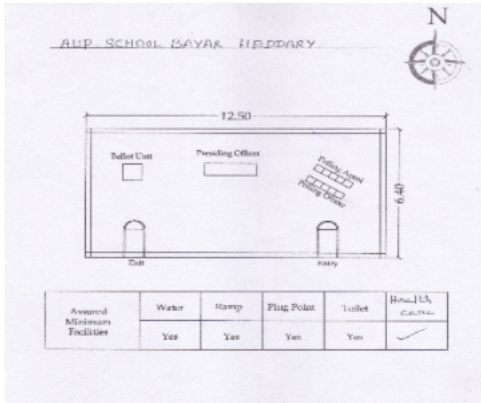 N
AUP SCHOOL BAYAR HEDDARY
12.50
Ballot Unit
Presiding Officer
Polling Agent
Polling Officer
6.40
Exit
Entry
Assured Minimum Facilities
Water
Ramp
Plug Point
Toilet
Yes
Yes
Yes
Yes